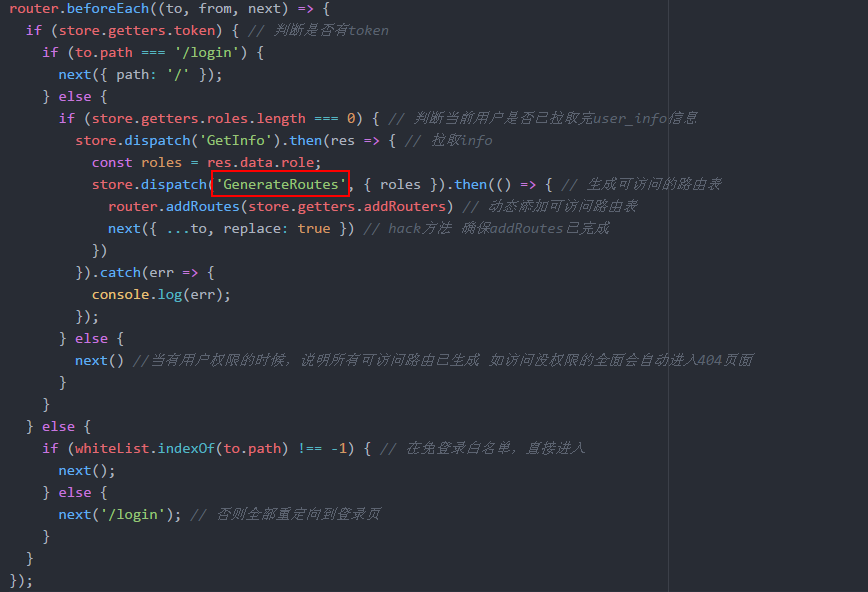 router.beforeEach((to, from, next) => {
  if (store.getters.token) { // 判断是否有token
    if (to.path === '/login') {
      next({ path: '/' });
    } else {
      if (store.getters.roles.length === 0) { // 判断当前用户是否已拉取完user_info信息
        store.dispatch('GetInfo').then(res => { // 拉取info
          const roles = res.data.role;
          store.dispatch('GenerateRoutes', { roles }).then(() => { // 生成可访问的路由表
            router.addRoutes(store.getters.addRouters) // 动态添加可访问路由表
            next({ ...to, replace: true }) // hack方法 确保addRoutes已完成
          })
        }).catch(err => {
          console.log(err);
        });
      } else {
        next() //当有用户权限的时候，说明所有可访问路由已生成 如访问没权限的全面会自动进入404页面
      }
    }
  } else {
    if (whiteList.indexOf(to.path) !== -1) { // 在免登录白名单，直接进入
      next();
    } else {
      next('/login'); // 否则全部重定向到登录页
    }
  }
});